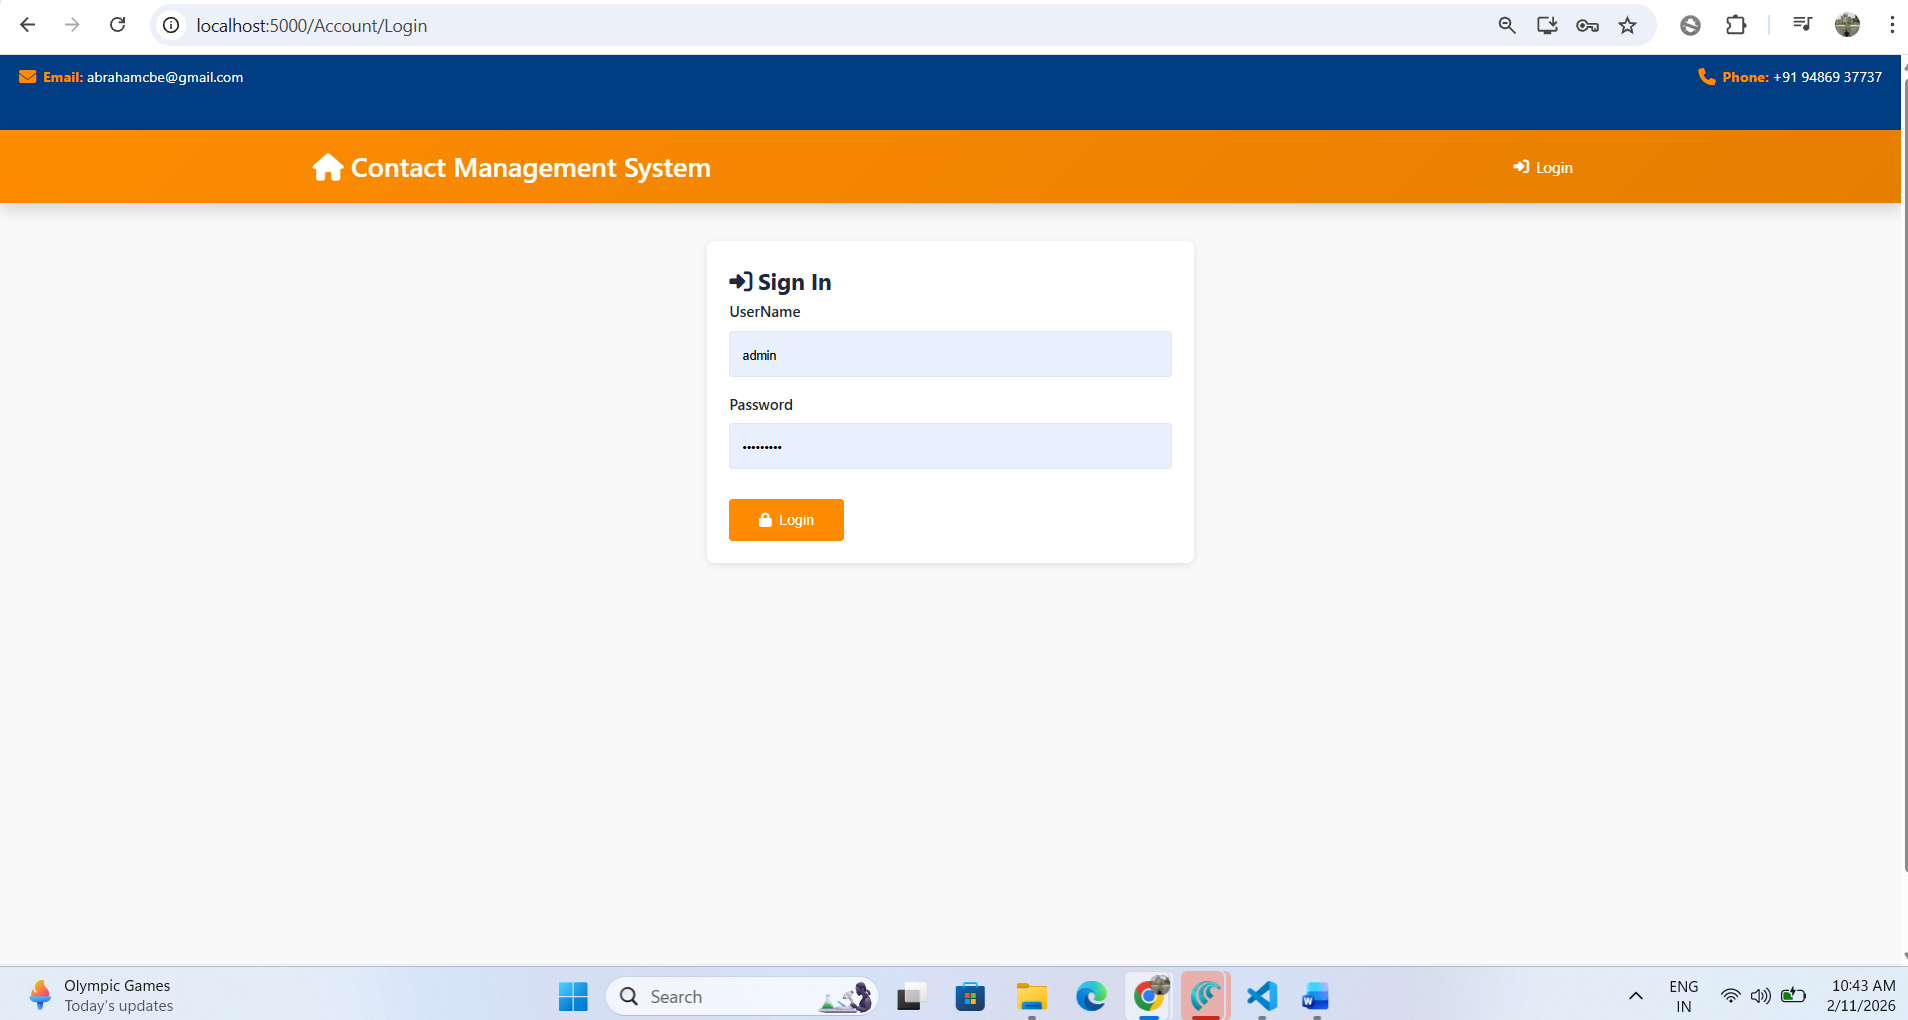 localhost:5000/Account/Login
Email: abrahamcbe@gmail.com
Phone: +91 94869 37737
Contact Management System
Login
Sign In
UserName
admin
Password
•••••••••
Login
Olympic Games
Today's updates
Search
ENG
IN
10:43 AM
2/11/2026